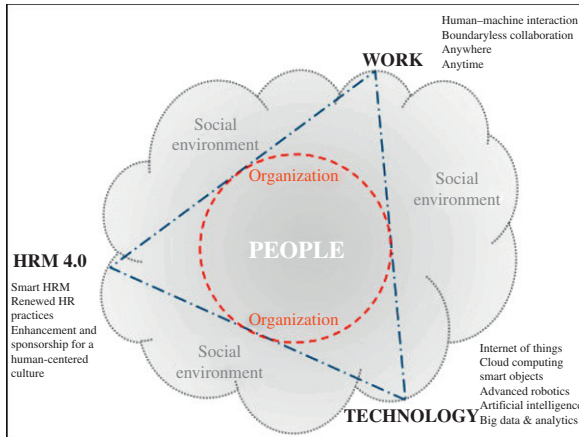 Human–machine interaction
Boundaryless collaboration
Anywhere
Anytime
WORK
Social
environment
Social
environment
Organization
PEOPLE
HRM 4.0
Smart HRM
Renewed HR
practices
Enhancement and
sponsorship for a
human-centered
culture
Organization
Social
environment
Internet of things
Cloud computing
smart objects
Advanced robotics
Artificial intelligence
Big data & analytics
TECHNOLOGY